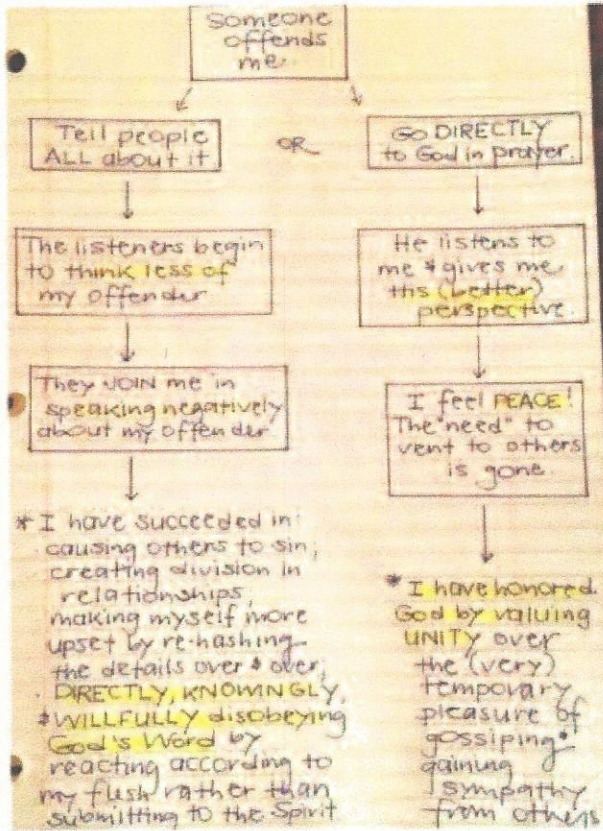 Someone
offends
me.
Tell people
ALL about it
OR
Go DIRECTLY
to God in prayer.
The listeners begin
to think less of
my offender
He listens to
me & gives me
this (better)
perspective.
They JOIN me in
speaking negatively
about my offender
I feel PEACE!
The "need" to
vent to others
is gone.
* I have succeeded in
causing others to sin,
creating division in
relationships,
making myself more
upset by re-hashing
the details over & over,
DIRECTLY, KNOWINGLY,
* WILLFULLY disobeying
God's Word by
reacting according to
my flesh rather than
submitting to the Spirit
* I have honored
God by valuing
UNITY over
the (very)
temporary
pleasure of
gossiping &
gaining
sympathy
from others